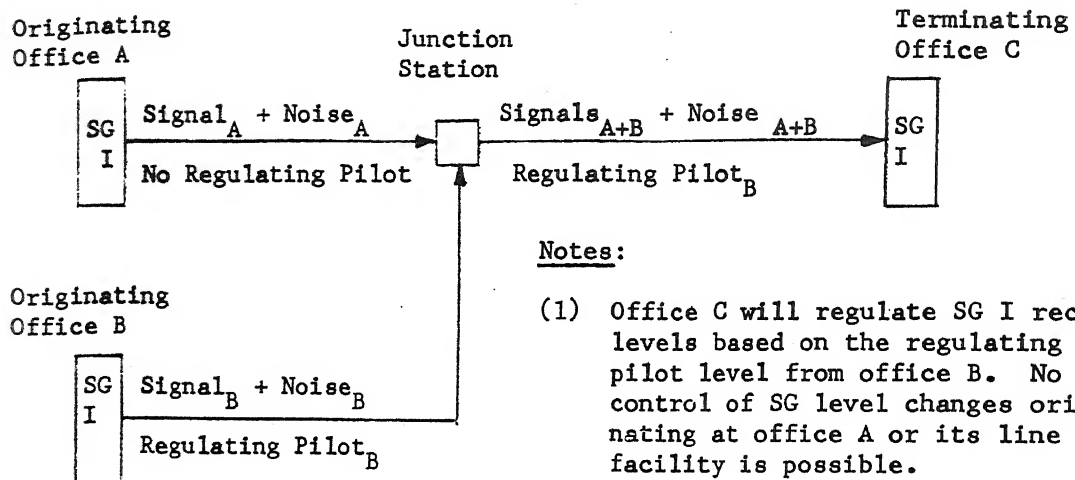 Originating
Office A
Junction
Station
Terminating
Office C
SG
I
Signal_A + Noise_A
No Regulating Pilot
Signals_A+B + Noise_A+B
Regulating Pilot_B
SG
I
Originating
Office B
SG
I
Signal_B + Noise_B
Regulating Pilot_B
Notes:
(1) Office C will regulate SG I rec
levels based on the regulating
pilot level from office B. No
control of SG level changes ori
nating at office A or its line
facility is possible.